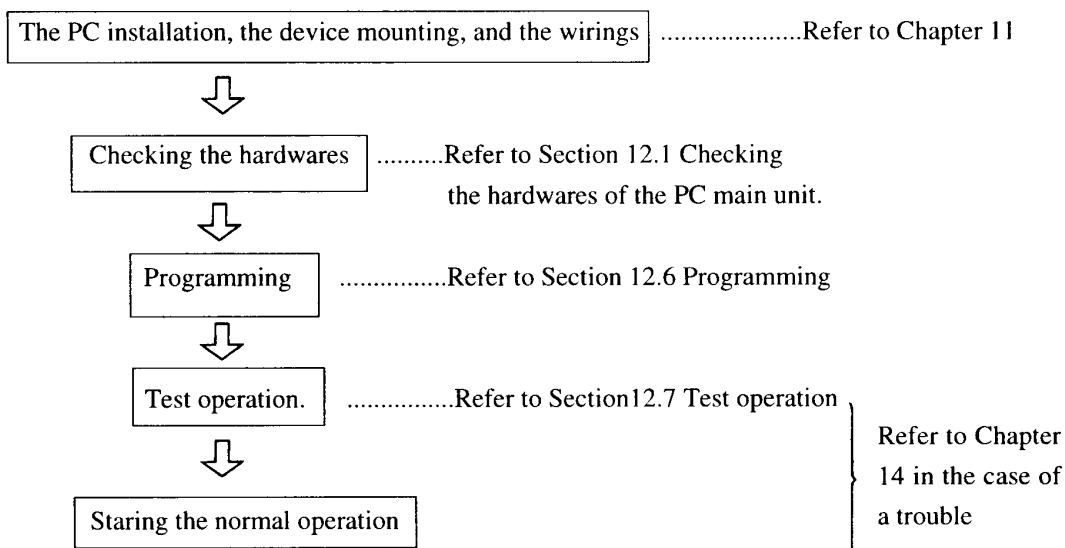 The PC installation, the device mounting, and the wirings .....................Refer to Chapter 11
Checking the hardwares ..........Refer to Section 12.1 Checking
the hardwares of the PC main unit.
Programming ................Refer to Section 12.6 Programming
Test operation. ................Refer to Section12.7 Test operation
Refer to Chapter
14 in the case of
a trouble
Staring the normal operation